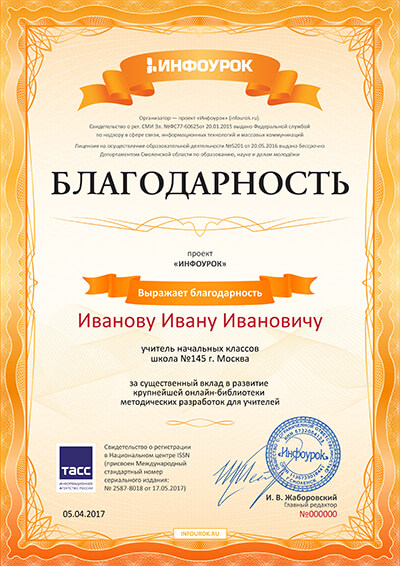 ИНФОУРОК
Организатор — проект «Инфоурок» (infourok.ru).
Свидетельство о рег. СМИ Эл. №ФС77-60625от 20.01.2015 выдано Федеральной службой
по надзору в сфере связи, информационных технологий и массовых коммуникаций
Лицензия на осуществление образовательной деятельности №5201 от 20.05.2016 выдана бессрочно
Департаментом Смоленской области по образованию, науке и делам молодёжи
БЛАГОДАРНОСТЬ
проект
«ИНФОУРОК»
Выражает благодарность
Иванову Ивану Ивановичу
учитель начальных классов
школа №145 г. Москва
за существенный вклад в развитие
крупнейшей онлайн-библиотеки
методических разработок для учителей
ТАСС
ИНФОРМАЦИОННОЕ
АГЕНТСТВО РОССИИ
Свидетельство о регистрации
в Национальном центре ISSN
(присвоен Международный
стандартный номер
сериального издания:
№ 2587-8018 от 17.05.2017)
«Инфоурок»
И. В. Жаборовский
Главный редактор
№000000
05.04.2017
INFOUROK.RU